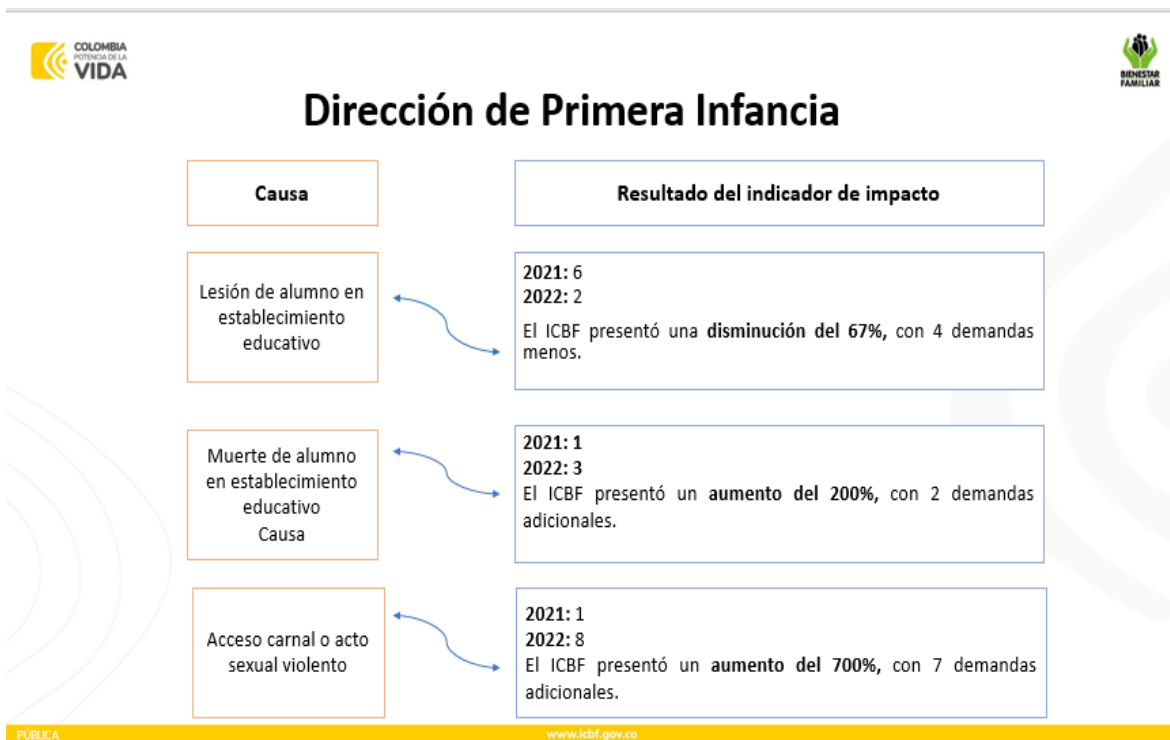 COLOMBIA
POTENCIA DE LA
VIDA
BIENESTAR
FAMILIAR
Dirección de Primera Infancia
Causa
Resultado del indicador de impacto
Lesión de alumno en
establecimiento
educativo
2021: 6
2022: 2
El ICBF presentó una disminución del 67%, con 4 demandas
menos.
Muerte de alumno
en establecimiento
educativo
Causa
2021: 1
2022: 3
El ICBF presentó un aumento del 200%, con 2 demandas
adicionales.
Acceso carnal o acto
sexual violento
2021: 1
2022: 8
El ICBF presentó un aumento del 700%, con 7 demandas
adicionales.
PÚBLICA
www.icbf.gov.co